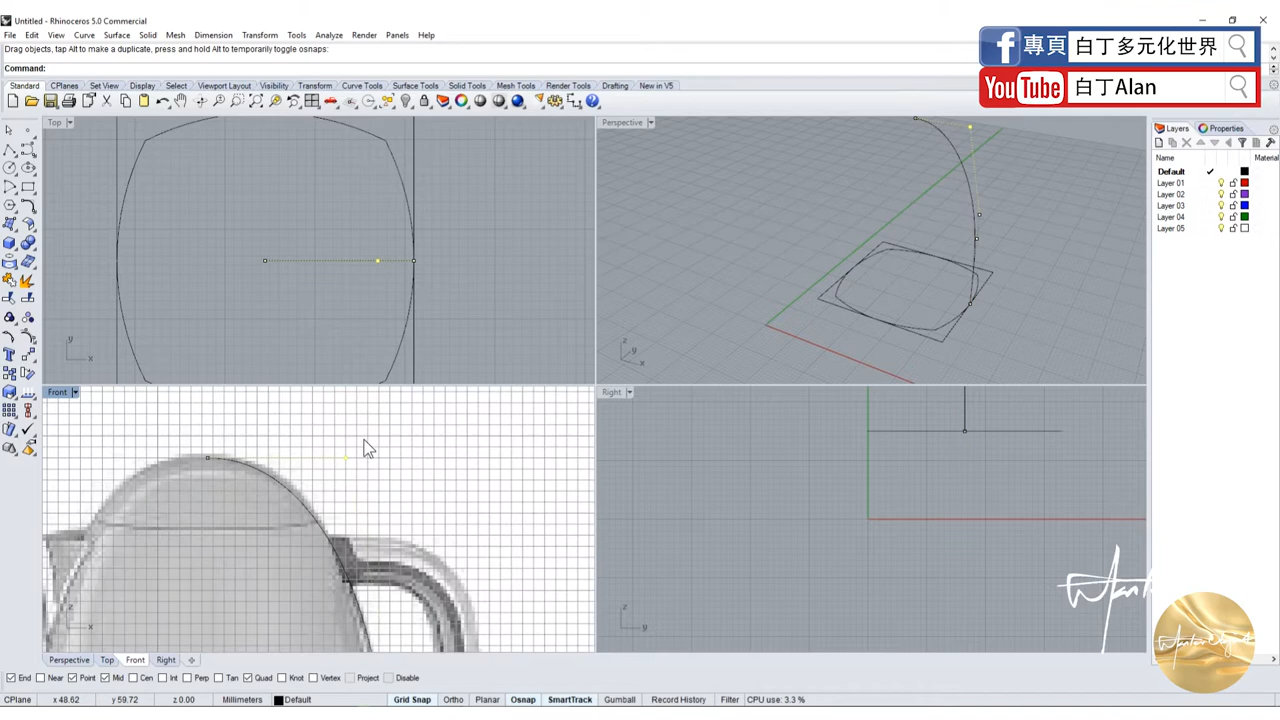 Untitled - Rhinoceros 5.0 Commercial
File Edit View Curve Surface Solid Mesh Dimension Transform Tools Analyze Render Panels Help
Drag objects, tap Alt to make a duplicate, press and hold Alt to temporarily toggle osnaps:
Command:
專頁 白丁多元化世界
YouTube 白丁Alan
Standard CPlanes Set View Display Select Viewport Layout Visibility Transform Curve Tools Surface Tools Solid Tools Mesh Tools Render Tools Drafting New in V5
Top
Perspective
Layers Properties
Name Material
Default
Layer 01
Layer 02
Layer 03
Layer 04
Layer 05
y
x
z
y
x
Front
Right
z
x
z
y
Perspective Top Front Right
End Near Point Mid Cen Int Perp Tan Quad Knot Vertex Project Disable
CPlane x 48.62 y 59.72 z 0.00 Millimeters Default Grid Snap Ortho Planar Osnap SmartTrack Gumball Record History Filter CPU use: 3.3 %